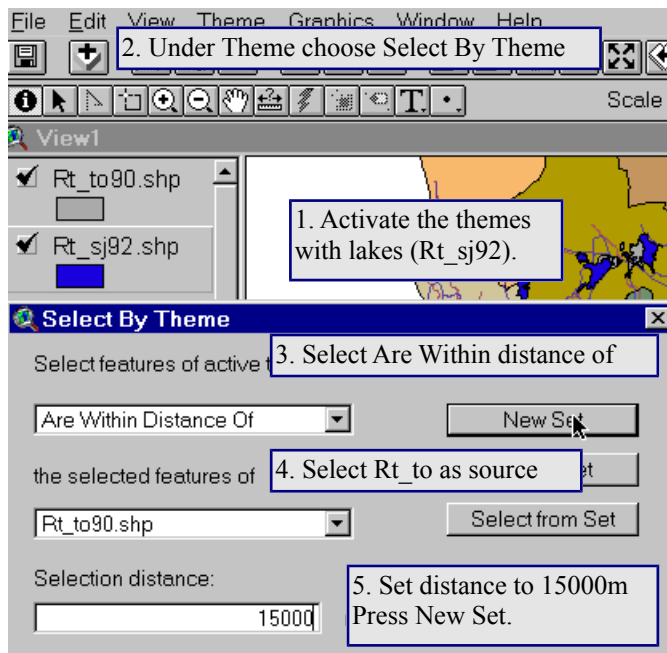 File Edit View Theme Graphics Window Help
2. Under Theme choose Select By Theme
T.
Scale
View1
Rt_to90.shp
Rt_sj92.shp
1. Activate the themes
with lakes (Rt_sj92).
Select By Theme
3. Select Are Within distance of
Select features of active
Are Within Distance Of
New Set
the selected features of
4. Select Rt_to as source
Rt_to90.shp
Select from Set
Selection distance:
15000
5. Set distance to 15000m
Press New Set.